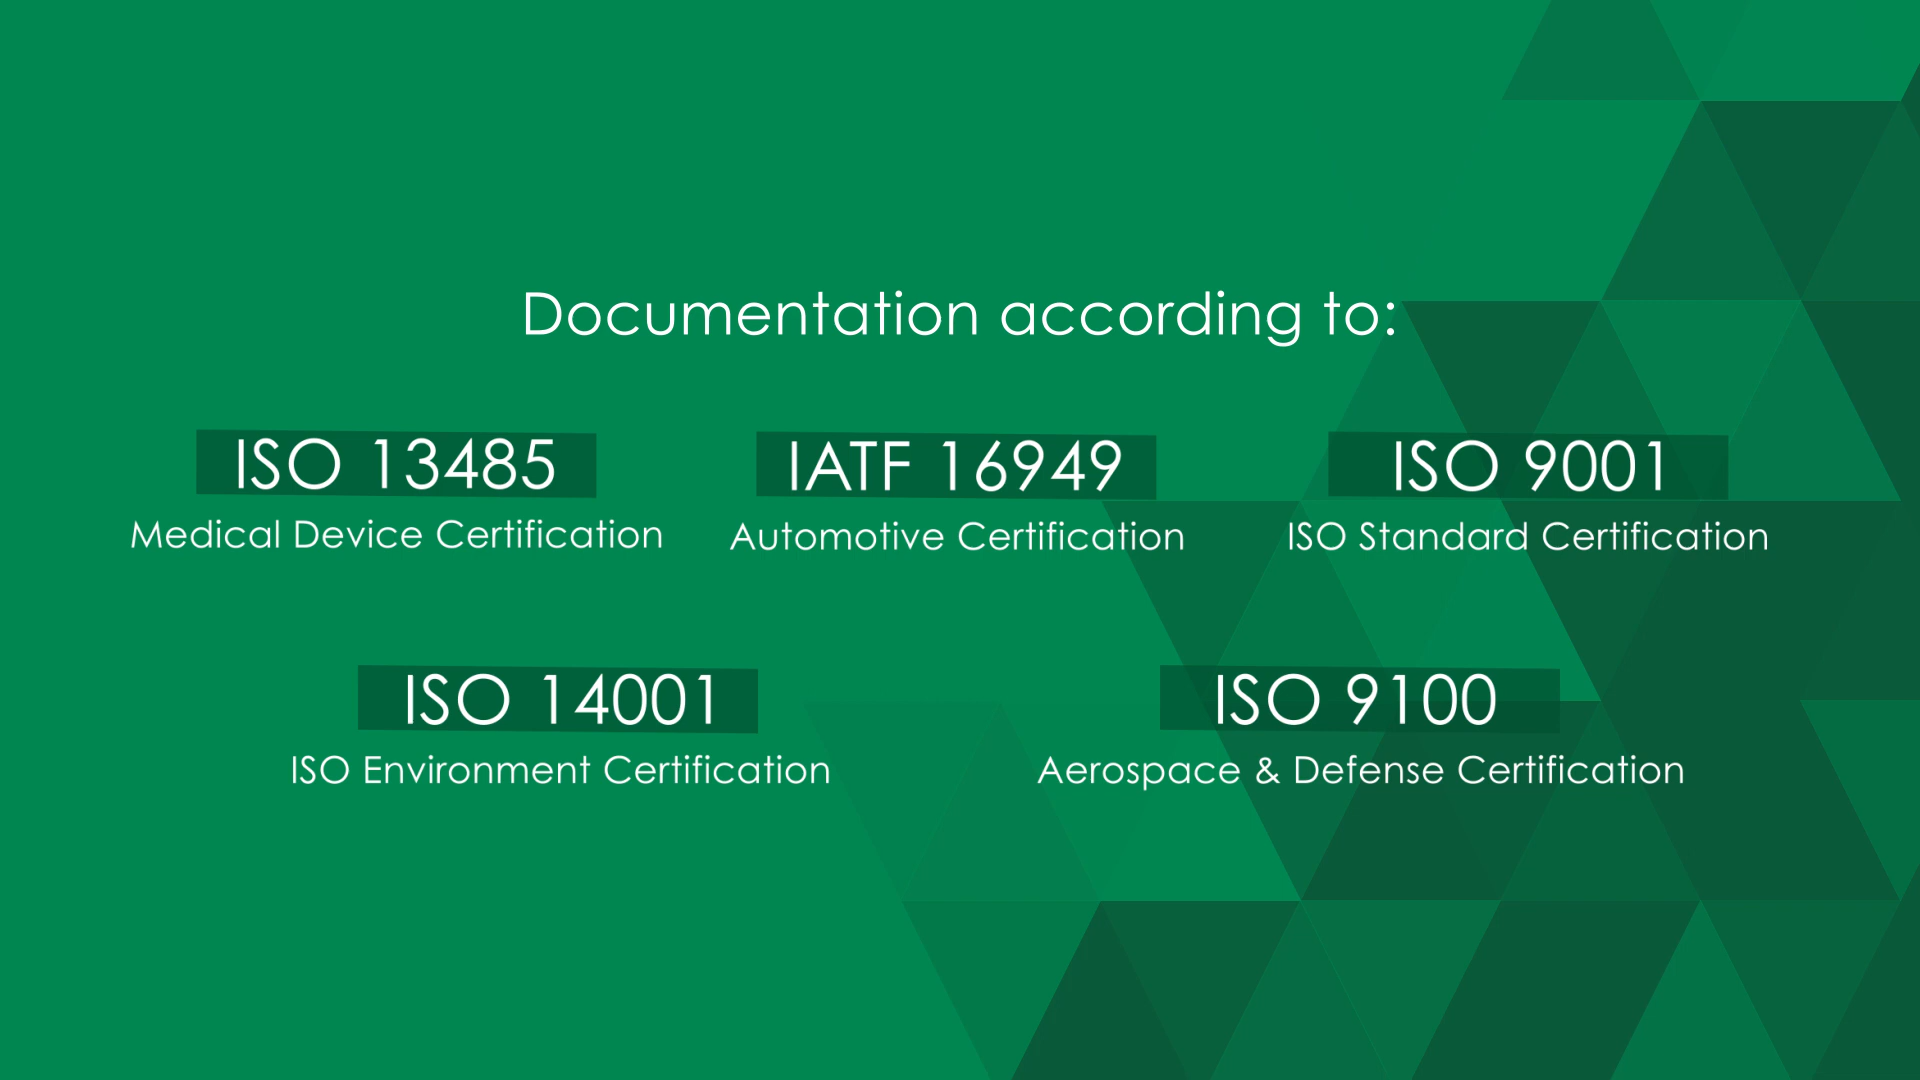 Documentation according to:
ISO 13485
Medical Device Certification
IATF 16949
Automotive Certification
ISO 9001
ISO Standard Certification
ISO 14001
ISO Environment Certification
ISO 9100
Aerospace & Defense Certification